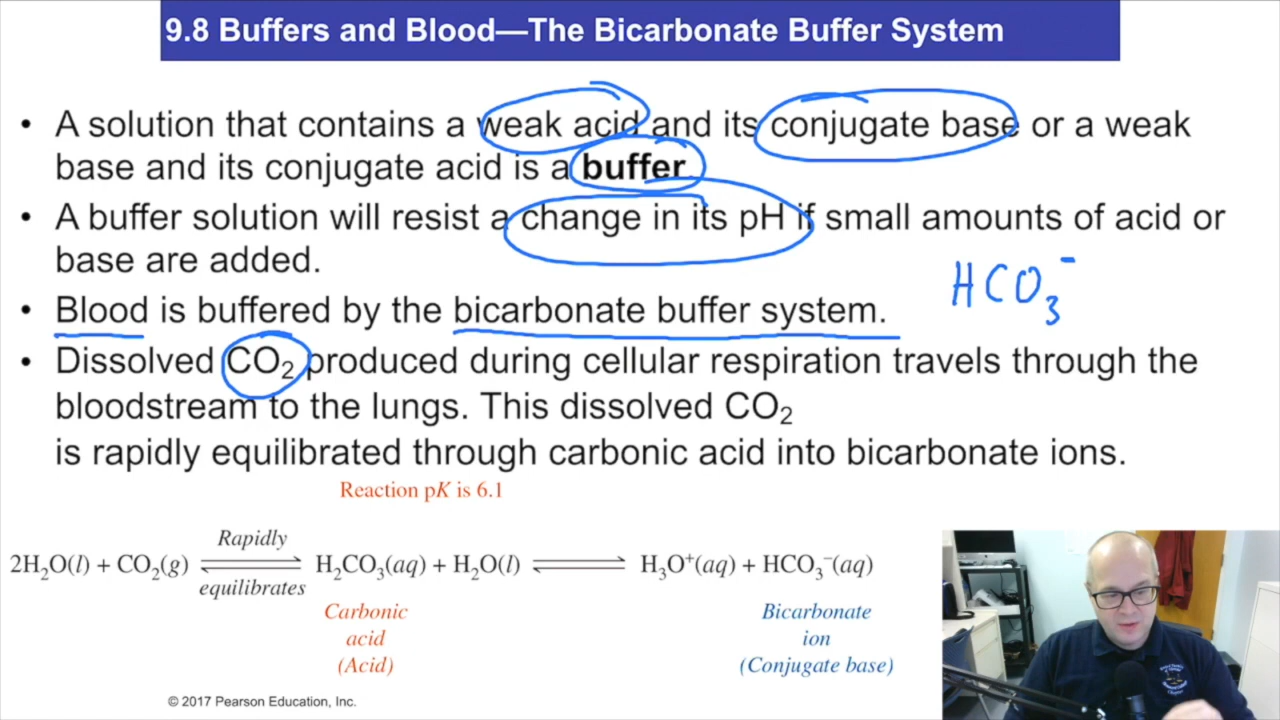 9.8 Buffers and Blood—The Bicarbonate Buffer System
• A solution that contains a weak acid and its conjugate base or a weak
base and its conjugate acid is a buffer.
• A buffer solution will resist a change in its pH if small amounts of acid or
base are added.
HCO₃⁻
• Blood is buffered by the bicarbonate buffer system.
• Dissolved CO₂ produced during cellular respiration travels through the
bloodstream to the lungs. This dissolved CO₂
is rapidly equilibrated through carbonic acid into bicarbonate ions.
Reaction pK is 6.1
Rapidly
2H₂O(l) + CO₂(g) ⇌ H₂CO₃(aq) + H₂O(l) ⇌ H₃O⁺(aq) + HCO₃⁻(aq)
equilibrates
Carbonic Bicarbonate
acid ion
(Acid) (Conjugate base)
© 2017 Pearson Education, Inc.